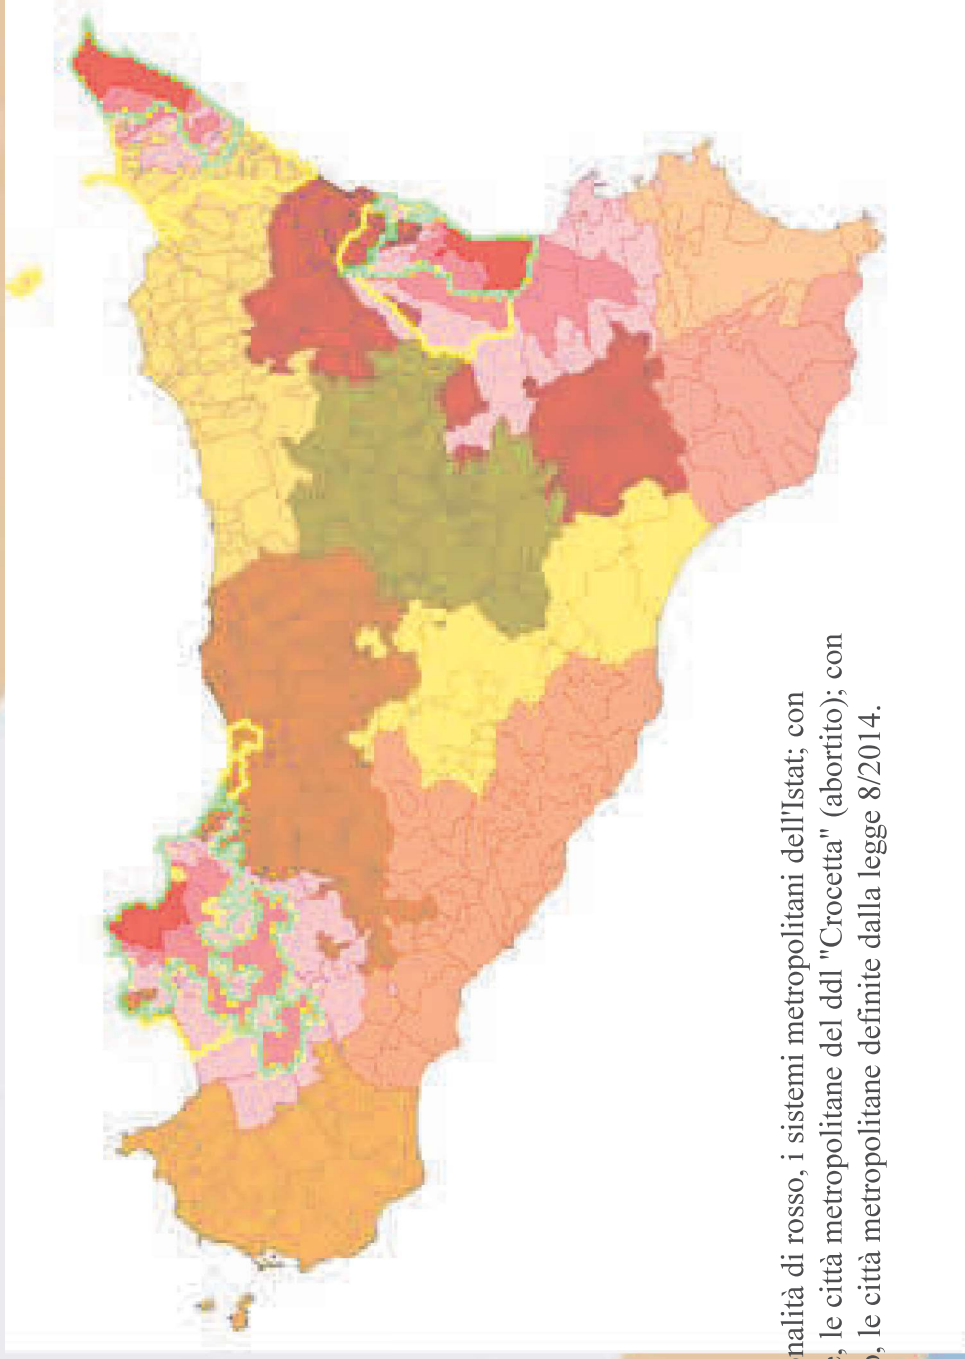 nalità di rosso, i sistemi metropolitani dell'Istat; con
, le città metropolitane del ddl "Crocetta" (abortito); con
, le città metropolitane definite dalla legge 8/2014.